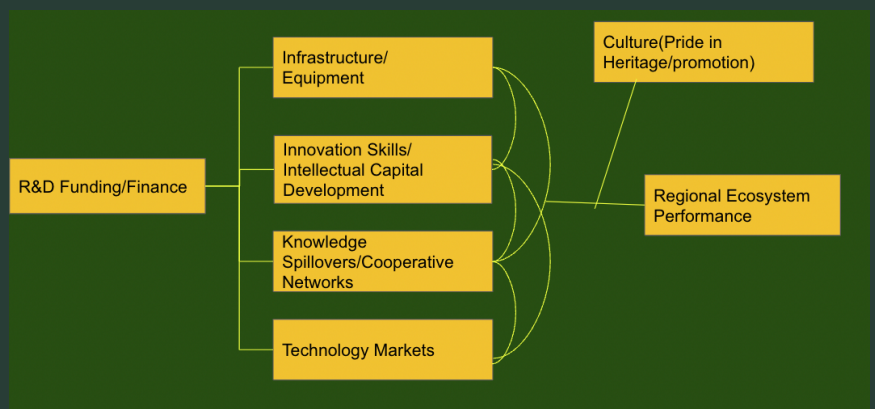 Infrastructure/
Equipment
Culture(Pride in
Heritage/promotion)
Innovation Skills/
Intellectual Capital
Development
R&D Funding/Finance
Regional Ecosystem
Performance
Knowledge
Spillovers/Cooperative
Networks
Technology Markets